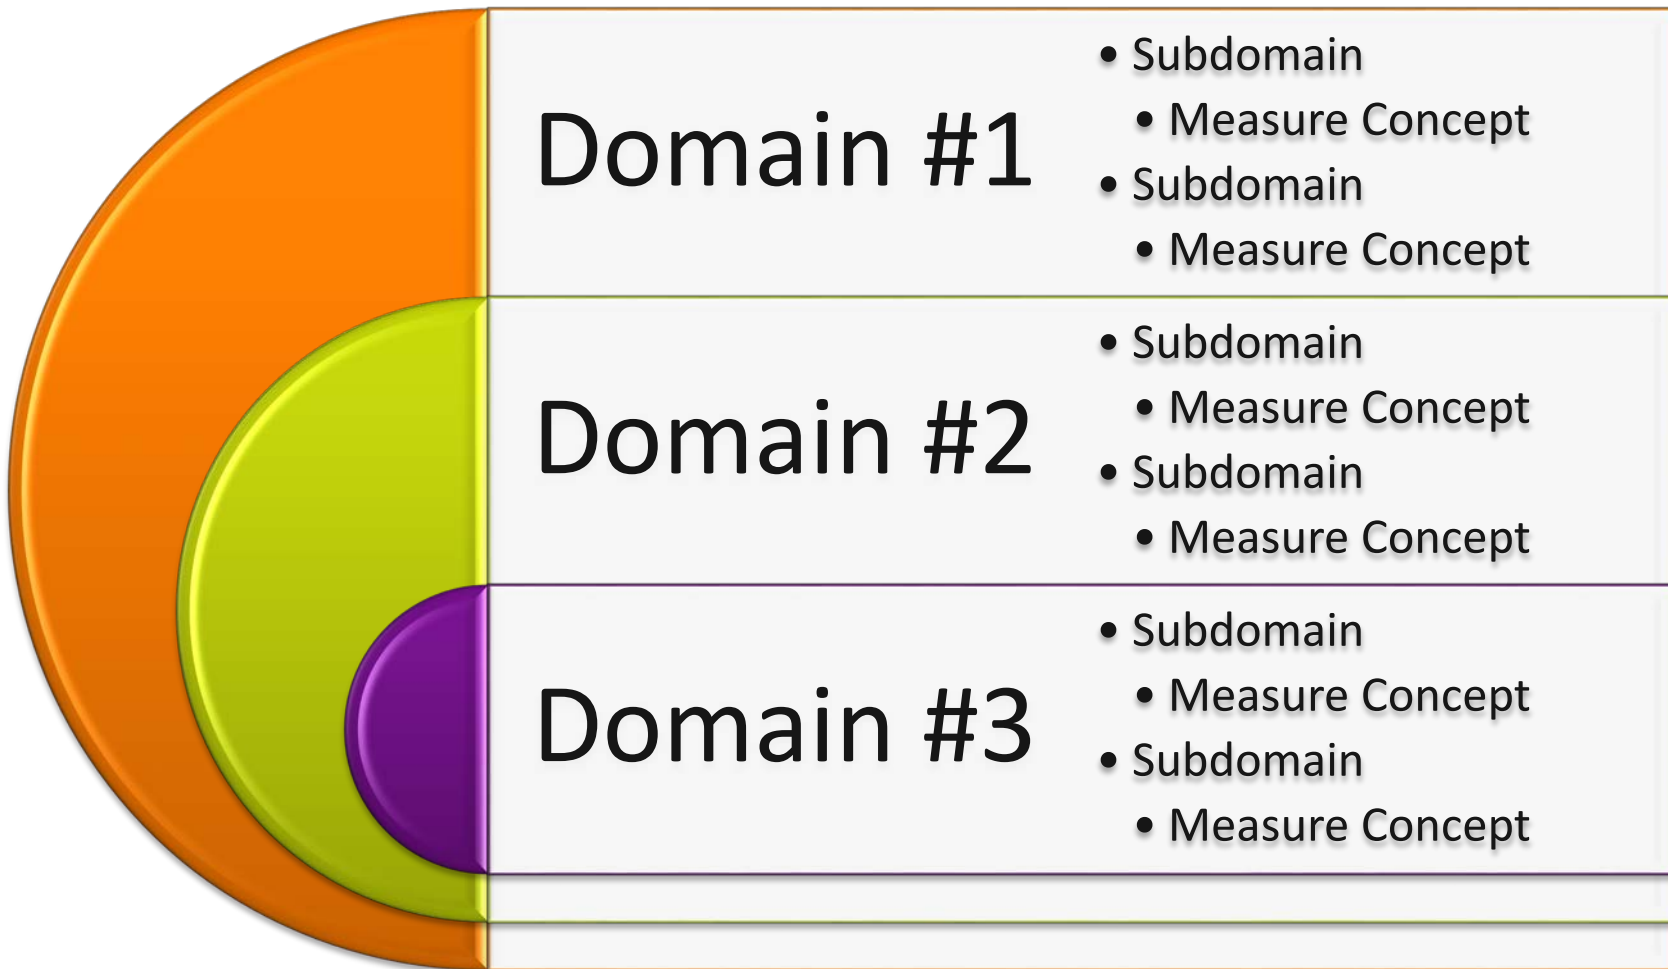 Domain #1
• Subdomain
• Measure Concept
• Subdomain
• Measure Concept
Domain #2
• Subdomain
• Measure Concept
• Subdomain
• Measure Concept
Domain #3
• Subdomain
• Measure Concept
• Subdomain
• Measure Concept